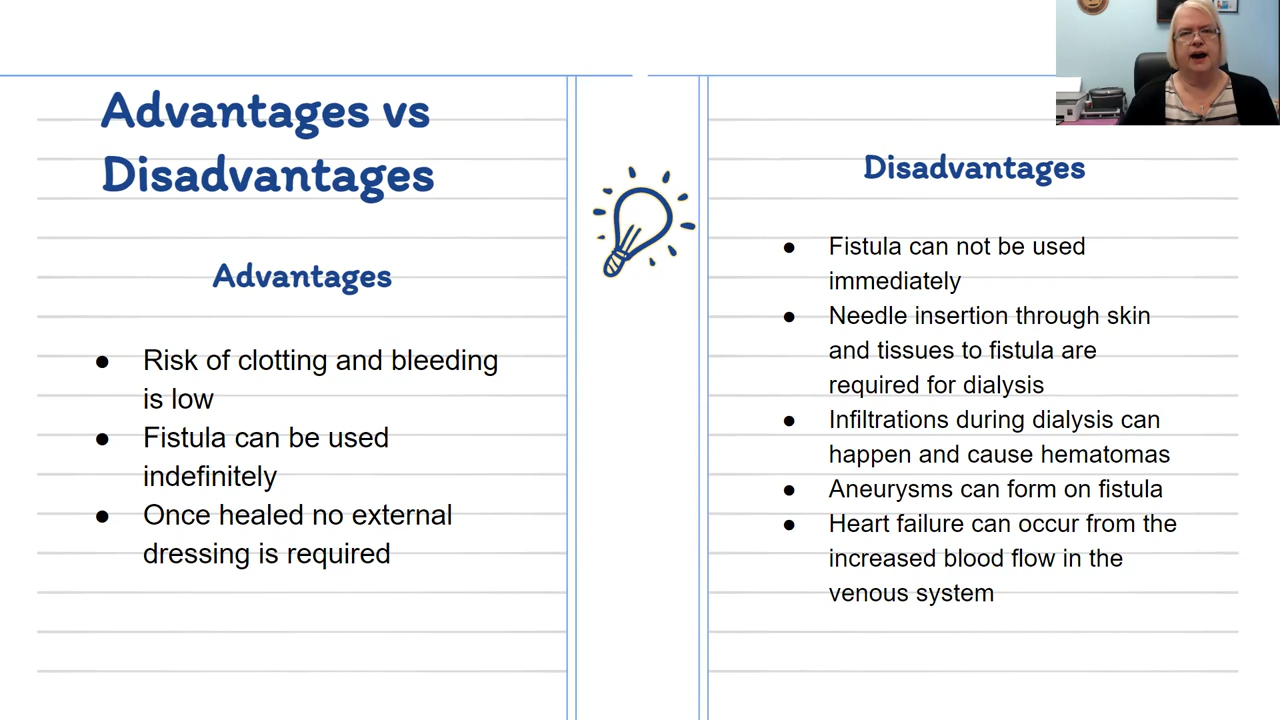 Advantages vs
Disadvantages
Advantages
● Risk of clotting and bleeding
is low
● Fistula can be used
indefinitely
● Once healed no external
dressing is required
Disadvantages
● Fistula can not be used
immediately
● Needle insertion through skin
and tissues to fistula are
required for dialysis
● Infiltrations during dialysis can
happen and cause hematomas
● Aneurysms can form on fistula
● Heart failure can occur from the
increased blood flow in the
venous system